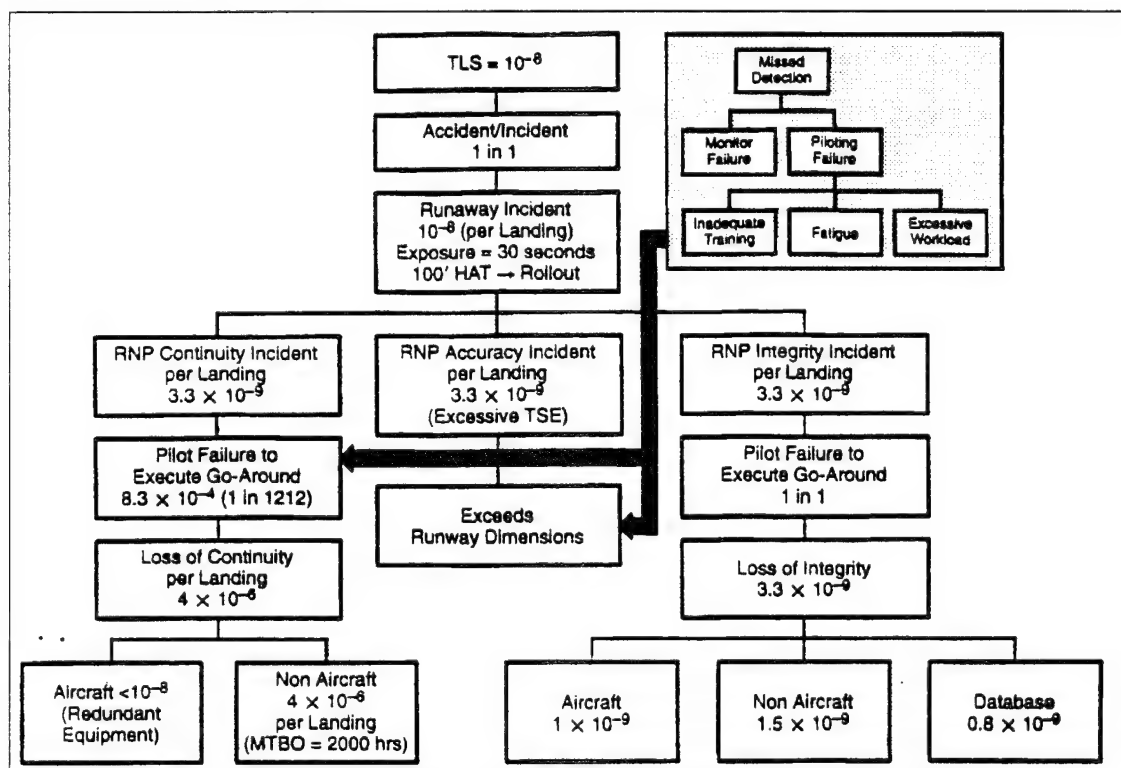 TLS = 10⁻⁸
Accident/Incident
1 in 1
Runaway Incident
10⁻⁸ (per Landing)
Exposure = 30 seconds
100' HAT → Rollout
Missed
Detection
Monitor
Failure
Piloting
Failure
Inadequate
Training
Fatigue
Excessive
Workload
RNP Continuity Incident
per Landing
3.3 × 10⁻⁹
RNP Accuracy Incident
per Landing
3.3 × 10⁻⁹
(Excessive TSE)
RNP Integrity Incident
per Landing
3.3 × 10⁻⁹
Pilot Failure to
Execute Go-Around
8.3 × 10⁻⁴ (1 in 1212)
Exceeds
Runway Dimensions
Pilot Failure to
Execute Go-Around
1 in 1
Loss of Continuity
per Landing
4 × 10⁻⁶
Loss of Integrity
3.3 × 10⁻⁹
Aircraft <10⁻⁸
(Redundant
Equipment)
Non Aircraft
4 × 10⁻⁶
per Landing
(MTBO = 2000 hrs)
Aircraft
1 × 10⁻⁹
Non Aircraft
1.5 × 10⁻⁹
Database
0.8 × 10⁻⁹